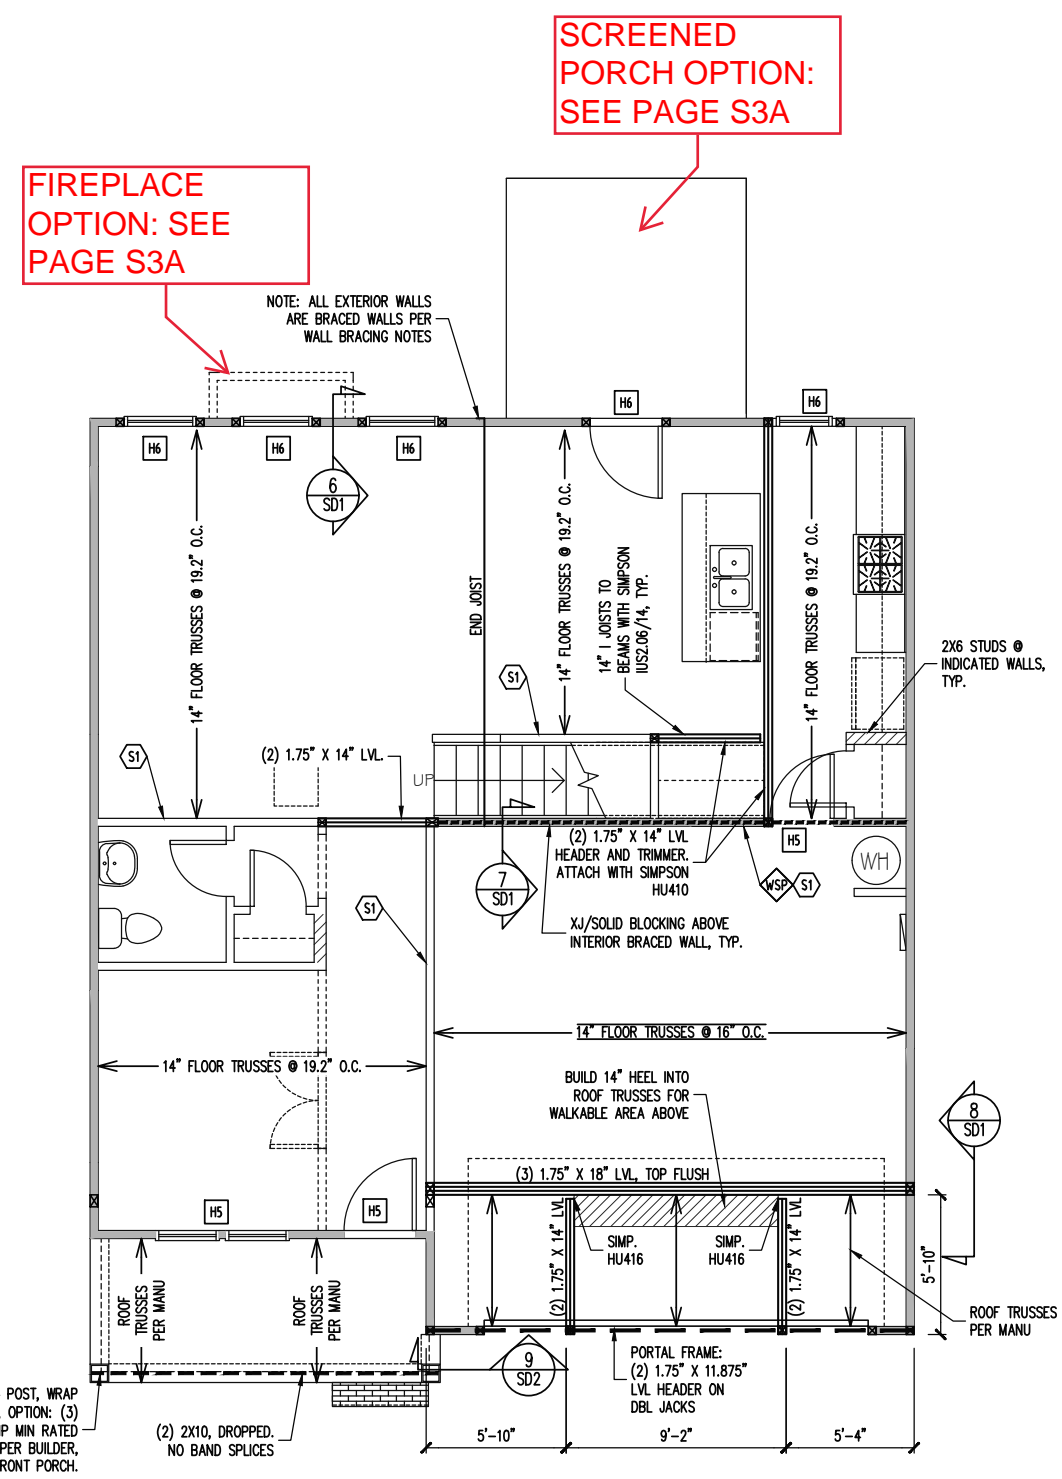 SCREENED
PORCH OPTION:
SEE PAGE S3A
FIREPLACE
OPTION: SEE
PAGE S3A
NOTE: ALL EXTERIOR WALLS
ARE BRACED WALLS PER
WALL BRACING NOTES
H6
H6
H6
H6
H6
6
SD1
14" FLOOR TRUSSES @ 19.2" O.C.
END JOIST
14" FLOOR TRUSSES @ 19.2" O.C.
14" I JOISTS TO
BEAMS WITH SIMPSON
IUS2.06/14, TYP.
14" FLOOR TRUSSES @ 19.2" O.C.
2X6 STUDS @
INDICATED WALLS,
TYP.
S1
S1
(2) 1.75" X 14" LVL.
UP
(2) 1.75" X 14" LVL
HEADER AND TRIMMER.
ATTACH WITH SIMPSON
HU410
H5
WH
7
SD1
WSP
S1
S1
XJ/SOLID BLOCKING ABOVE
INTERIOR BRACED WALL, TYP.
14" FLOOR TRUSSES @ 16" O.C.
14" FLOOR TRUSSES @ 19.2" O.C.
BUILD 14" HEEL INTO
ROOF TRUSSES FOR
WALKABLE AREA ABOVE
8
SD1
(3) 1.75" X 18" LVL, TOP FLUSH
H5
H5
(2) 1.75" X 14" LVL
SIMP.
HU416
SIMP.
HU416
(2) 1.75" X 14" LVL
5'-10"
ROOF
TRUSSES
PER MANU
ROOF
TRUSSES
PER MANU
ROOF TRUSSES
PER MANU
9
SD2
PORTAL FRAME:
(2) 1.75" X 11.875"
LVL HEADER ON
DBL JACKS
POST, WRAP
OPTION: (3)
MIN RATED
PER BUILDER,
FRONT PORCH.
(2) 2X10, DROPPED.
NO BAND SPLICES
5'-10"
9'-2"
5'-4"